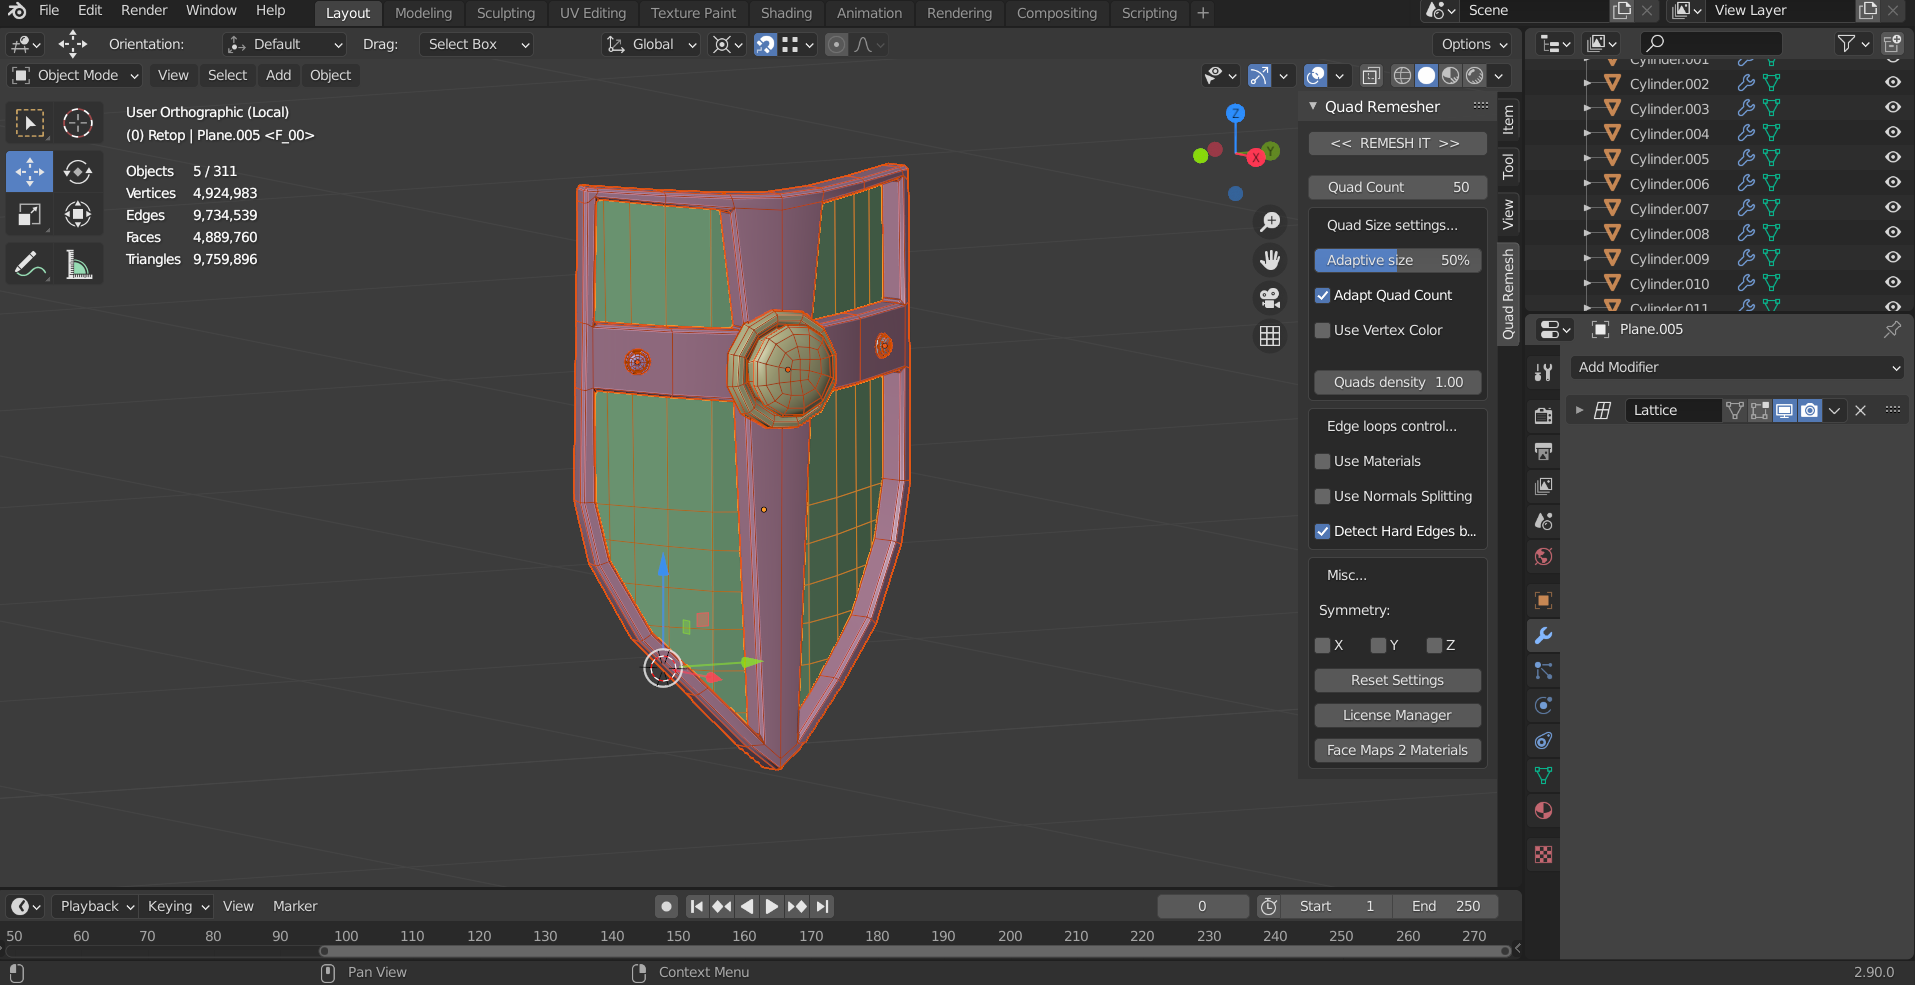 File Edit Render Window Help Layout Modeling Sculpting UV Editing Texture Paint Shading Animation Rendering Compositing Scripting + Scene View Layer
Orientation: Default Drag: Select Box Global Options
Object Mode View Select Add Object
User Orthographic (Local)
(0) Retop | Plane.005 <F_00>
Objects 5 / 311
Vertices 4,924,983
Edges 9,734,539
Faces 4,889,760
Triangles 9,759,896
Z
Y
X
Quad Remesher
<< REMESH IT >>
Quad Count 50
Quad Size settings...
Adaptive size 50%
Adapt Quad Count
Use Vertex Color
Quads density 1.00
Edge loops control...
Use Materials
Use Normals Splitting
Detect Hard Edges b...
Misc...
Symmetry:
X Y Z
Reset Settings
License Manager
Face Maps 2 Materials
Item
Tool
View
Quad Remesh
Cylinder.001
Cylinder.002
Cylinder.003
Cylinder.004
Cylinder.005
Cylinder.006
Cylinder.007
Cylinder.008
Cylinder.009
Cylinder.010
Cylinder.011
Plane.005
Add Modifier
Lattice
Playback Keying View Marker 0 Start 1 End 250
50 60 70 80 90 100 110 120 130 140 150 160 170 180 190 200 210 220 230 240 250 260 270
Pan View Context Menu 2.90.0